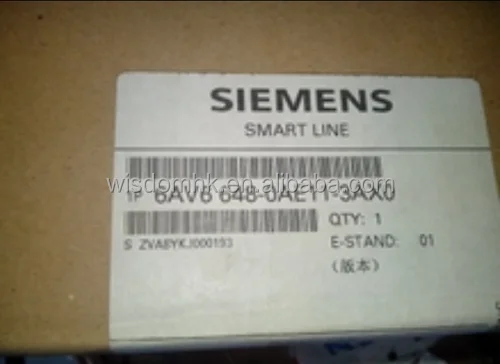 SIEMENS
SMART LINE
1P 6AV6 648-0AE11-3AX0
QTY: 1
S ZVA8YKJ000193
E-STAND: 01
(版本)
wisdomhk.en.alibaba.com